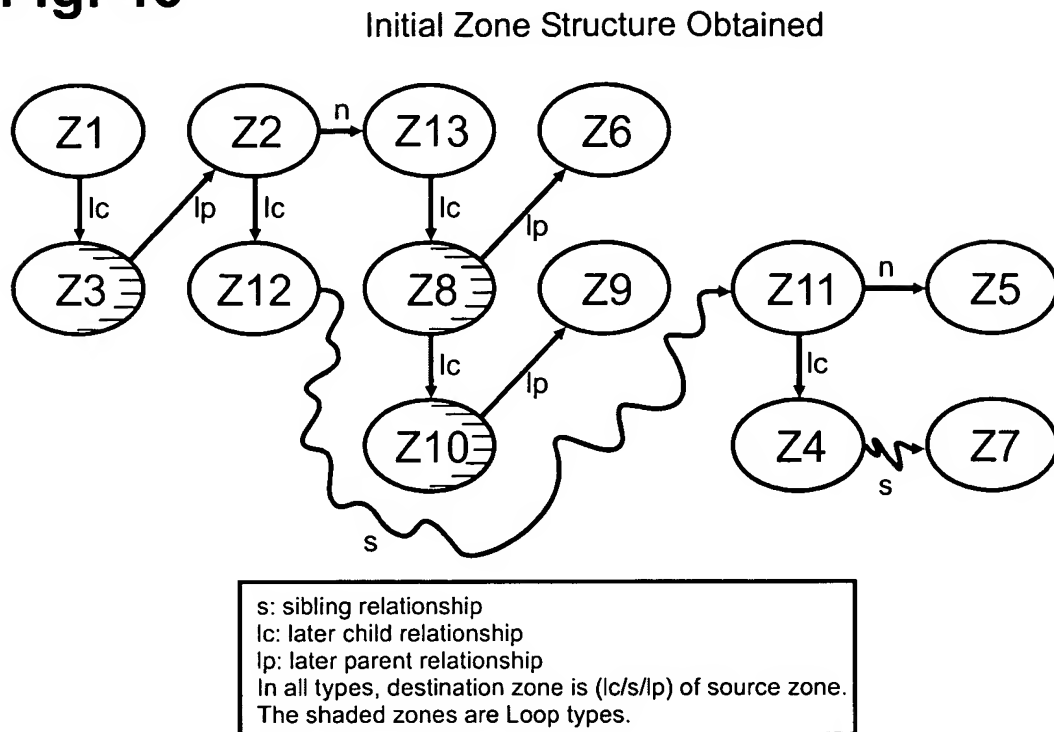 Initial Zone Structure Obtained
Z1 Z2 n Z13 Z6
lc lp lc lc lp
Z3 Z12 Z8 Z9 Z11 n Z5
lc lp lc
Z10 Z4 Z7
s
s
s: sibling relationship
lc: later child relationship
lp: later parent relationship
In all types, destination zone is (lc/s/lp) of source zone.
The shaded zones are Loop types.